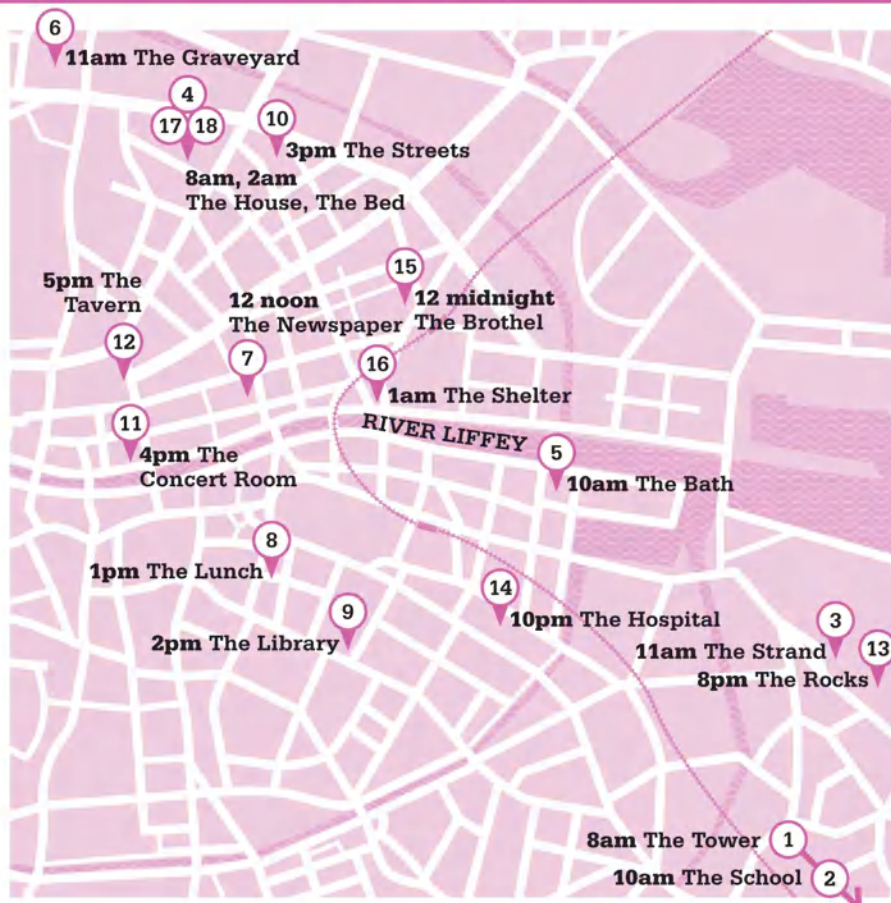 6
11am The Graveyard
4
17 18
10
3pm The Streets
8am, 2am
The House, The Bed
15
5pm The
Tavern
12 noon
The Newspaper
12 midnight
The Brothel
12
7
16
1am The Shelter
11
RIVER LIFFEY
4pm The
Concert Room
5
10am The Bath
8
1pm The Lunch
14
10pm The Hospital
9
2pm The Library
3
11am The Strand
13
8pm The Rocks
8am The Tower 1
10am The School 2